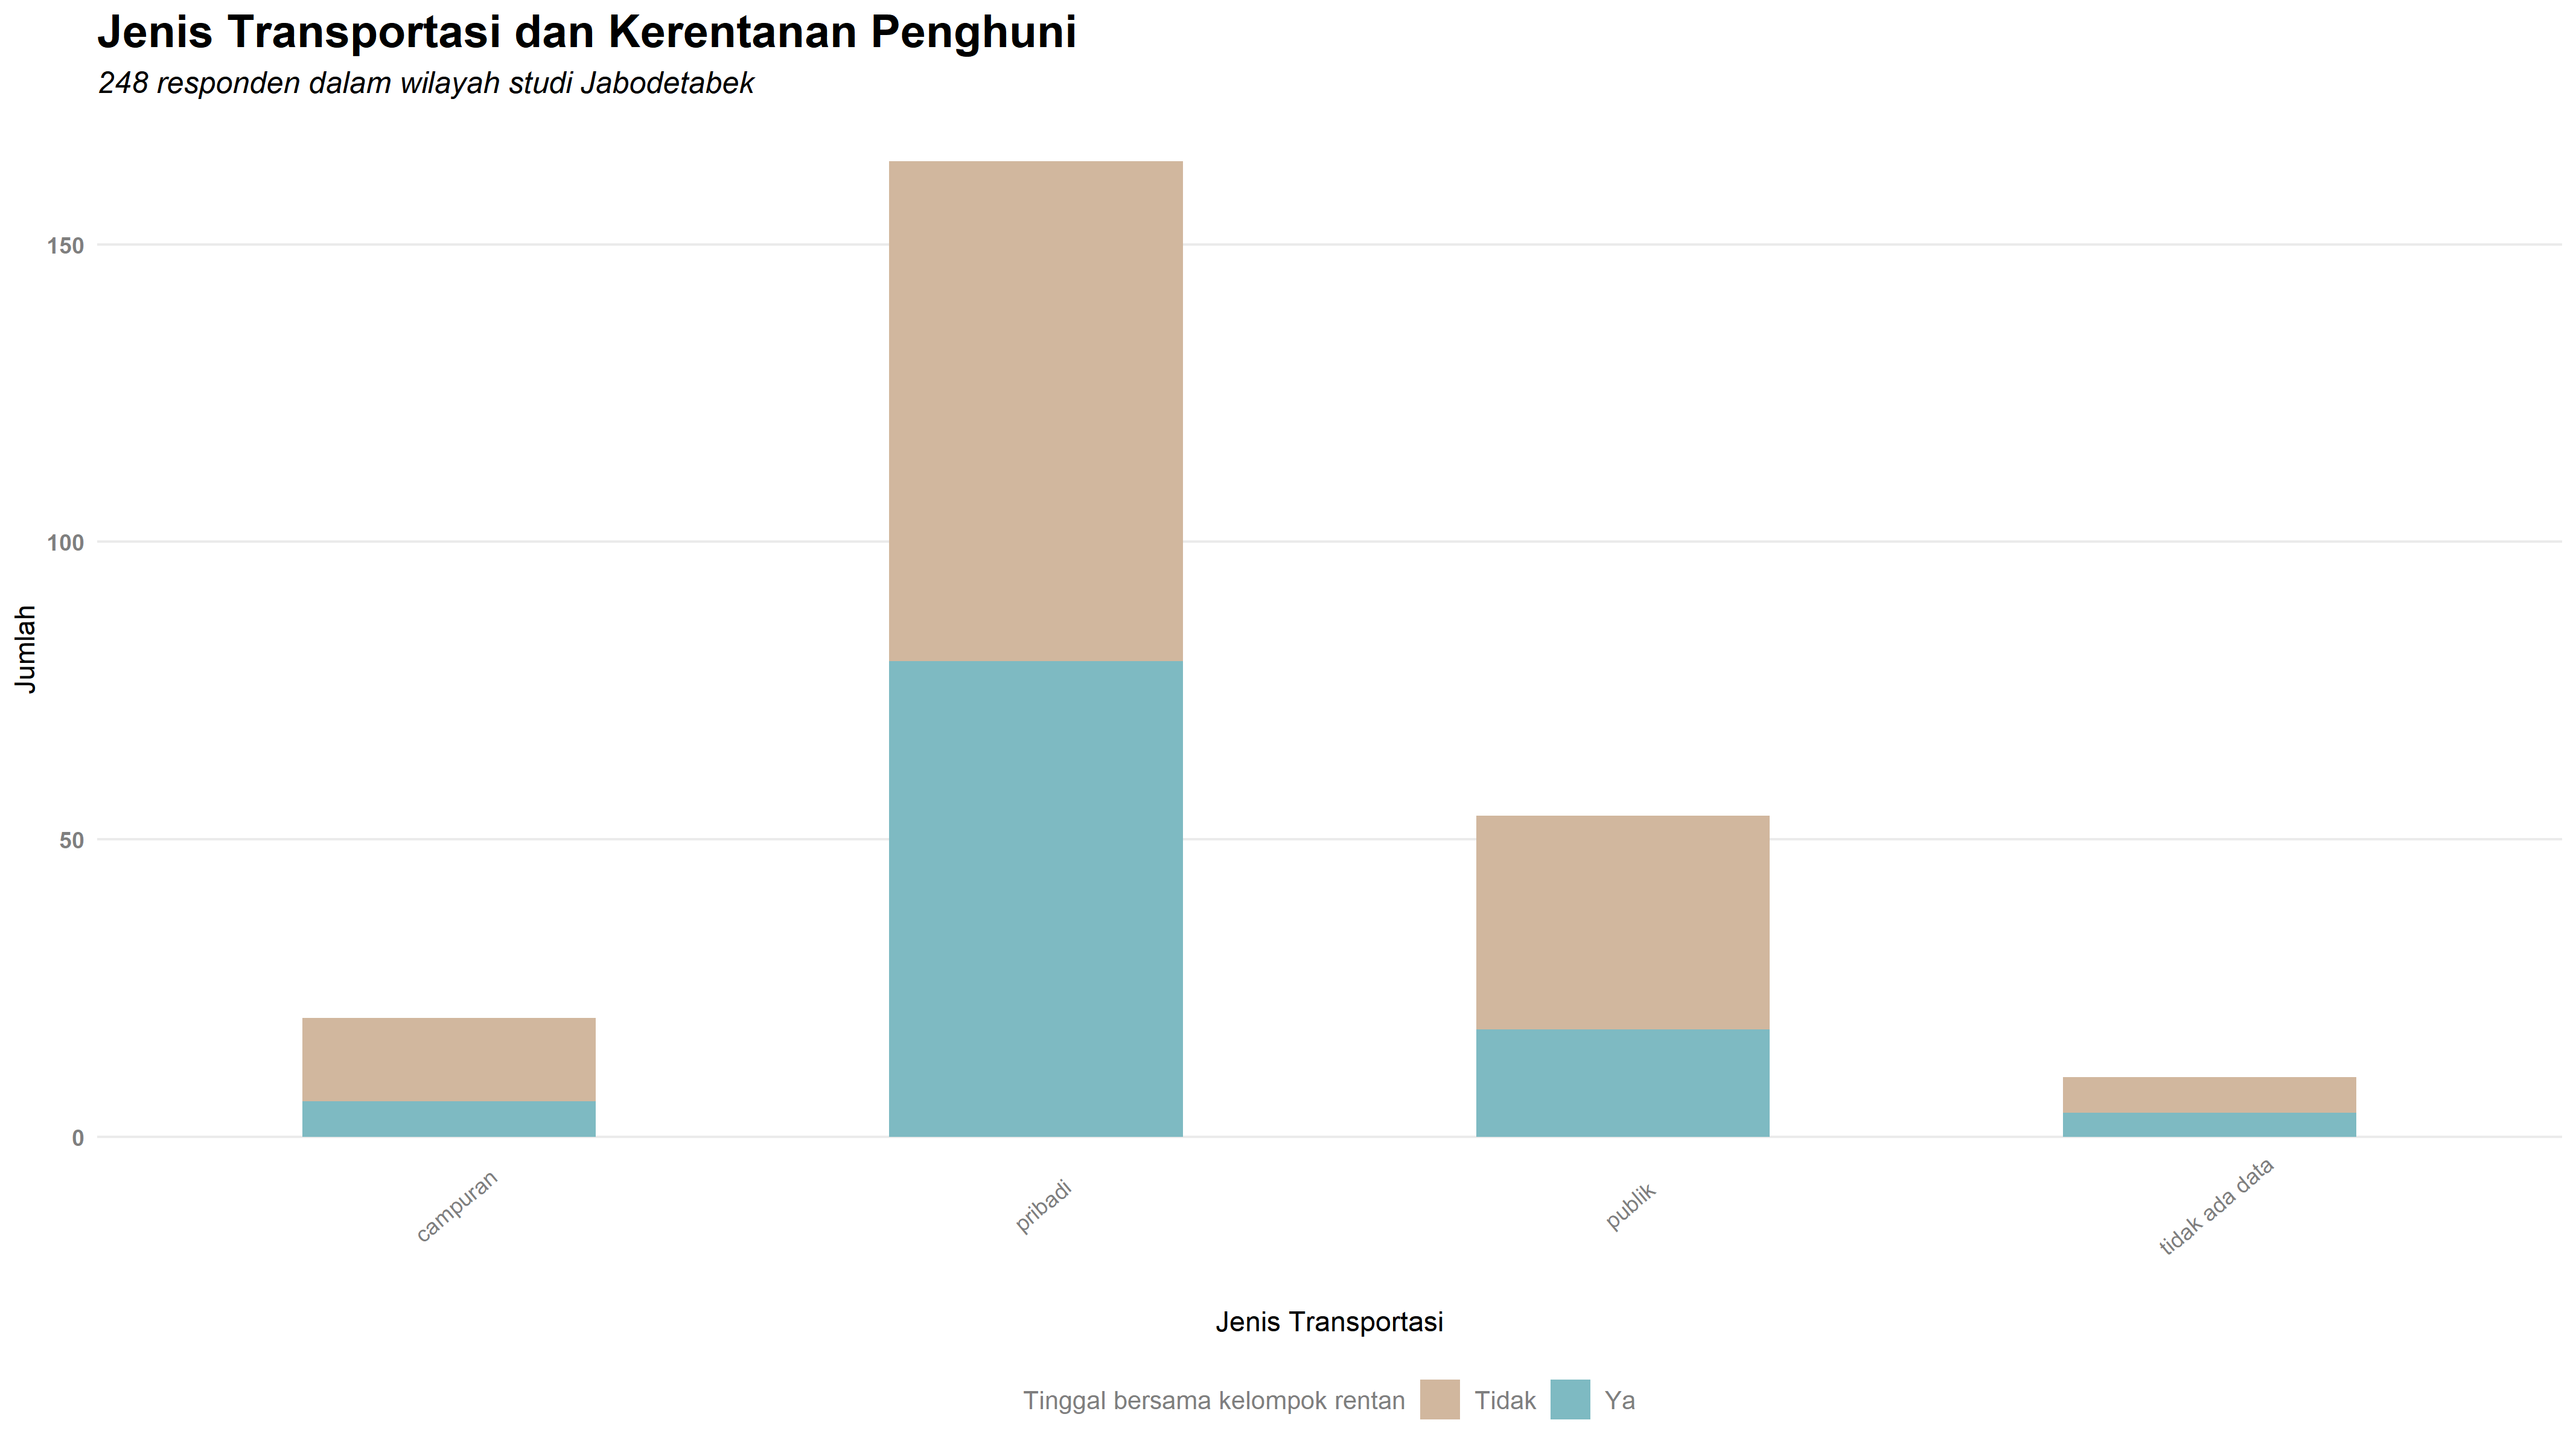 Jenis Transportasi dan Kerentanan Penghuni
248 responden dalam wilayah studi Jabodetabek
150
100
50
0
Jumlah
campuran
pribadi
publik
tidak ada data
Jenis Transportasi
Tinggal bersama kelompok rentan Tidak Ya